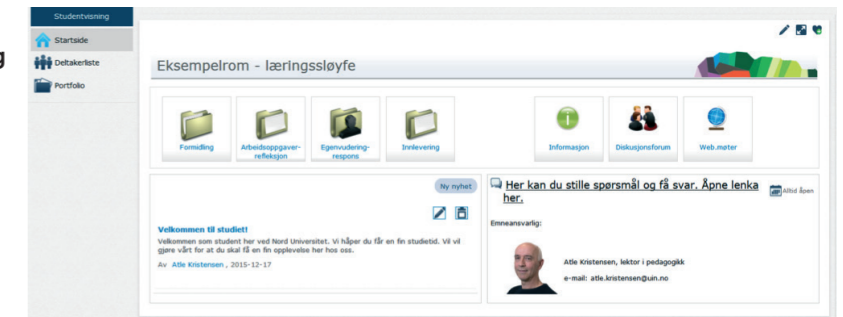 g
Studentvisning
Startside
Deltakerliste
Portfolio
Eksempelrom - læringssløyfe
Formidling
Arbeidsoppgaver-
refleksjon
Egenvudering-
respons
Innlevering
Informasjon
Diskusjonsforum
Web.møter
Ny nyhet
Velkommen til studiet!
Velkommen som student her ved Nord Universitet. Vi håper du får en fin studietid. Vil vil
gjøre vårt for at du skal få en fin opplevelse her hos oss.
Av Atle Kristensen , 2015-12-17
Her kan du stille spørsmål og få svar. Åpne lenka
her.
Alltid åpen
Emneansvarlig:
Atle Kristensen, lektor i pedagogikk
e-mail: atle.kristensen@uin.no